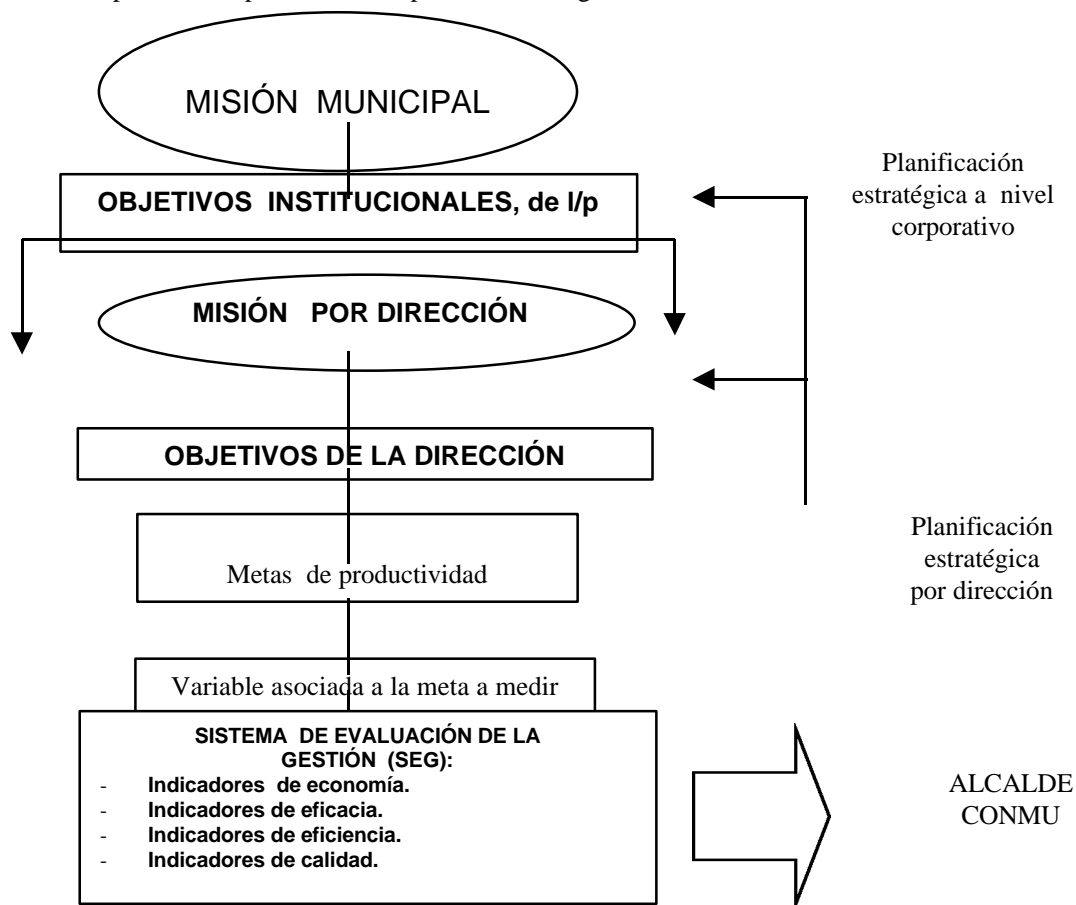 MISIÓN MUNICIPAL
Planificación
estratégica a nivel
corporativo
OBJETIVOS INSTITUCIONALES, de l/p
MISIÓN POR DIRECCIÓN
OBJETIVOS DE LA DIRECCIÓN
Planificación
estratégica
por dirección
Metas de productividad
Variable asociada a la meta a medir
SISTEMA DE EVALUACIÓN DE LA
GESTIÓN (SEG):
- Indicadores de economía.
- Indicadores de eficacia.
- Indicadores de eficiencia.
- Indicadores de calidad.
ALCALDE
CONMU